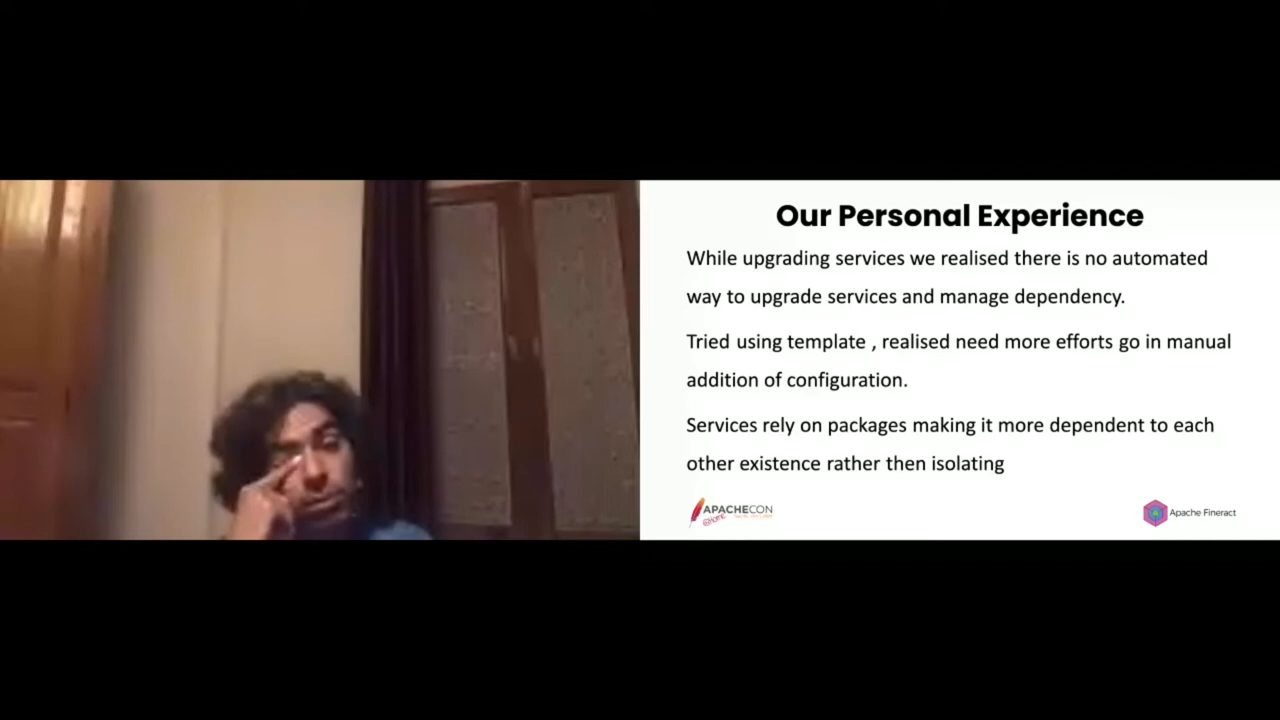 Our Personal Experience
While upgrading services we realised there is no automated
way to upgrade services and manage dependency.
Tried using template , realised need more efforts go in manual
addition of configuration.
Services rely on packages making it more dependent to each
other existence rather then isolating
APACHECON
@HOME
Apache Fineract